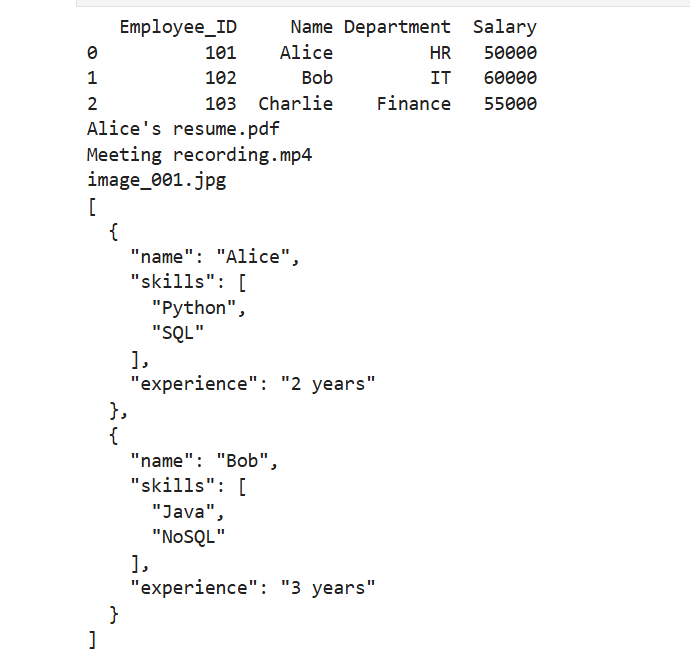 Employee_ID     Name Department  Salary
0          101    Alice         HR   50000
1          102      Bob         IT   60000
2          103  Charlie    Finance   55000
Alice's resume.pdf
Meeting recording.mp4
image_001.jpg
[
  {
    "name": "Alice",
    "skills": [
      "Python",
      "SQL"
    ],
    "experience": "2 years"
  },
  {
    "name": "Bob",
    "skills": [
      "Java",
      "NoSQL"
    ],
    "experience": "3 years"
  }
]